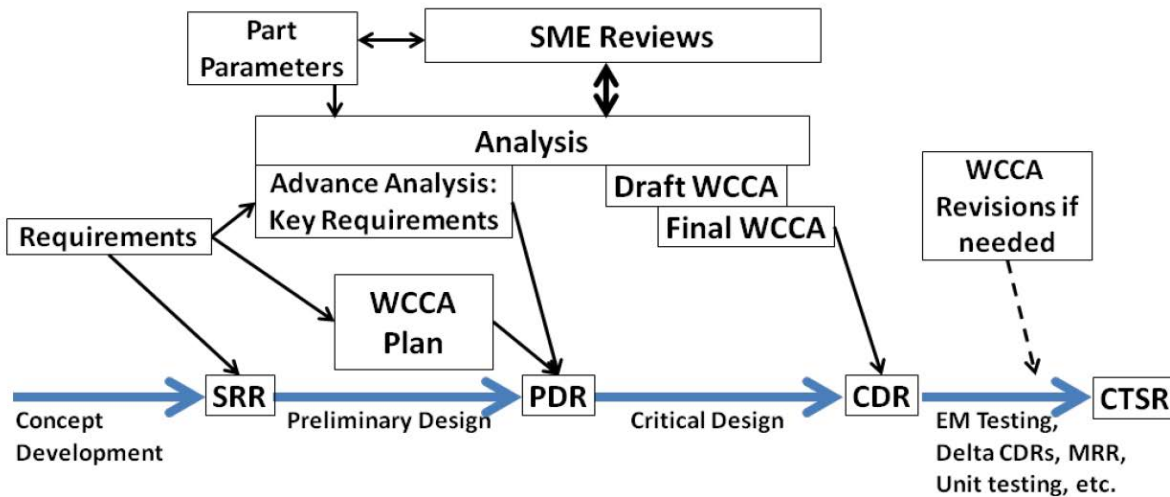 Part
Parameters
SME Reviews
Analysis
Advance Analysis:
Key Requirements
Draft WCCA
Final WCCA
WCCA
Revisions if
needed
Requirements
WCCA
Plan
SRR
PDR
CDR
CTSR
Concept
Development
Preliminary Design
Critical Design
EM Testing,
Delta CDRs, MRR,
Unit testing, etc.